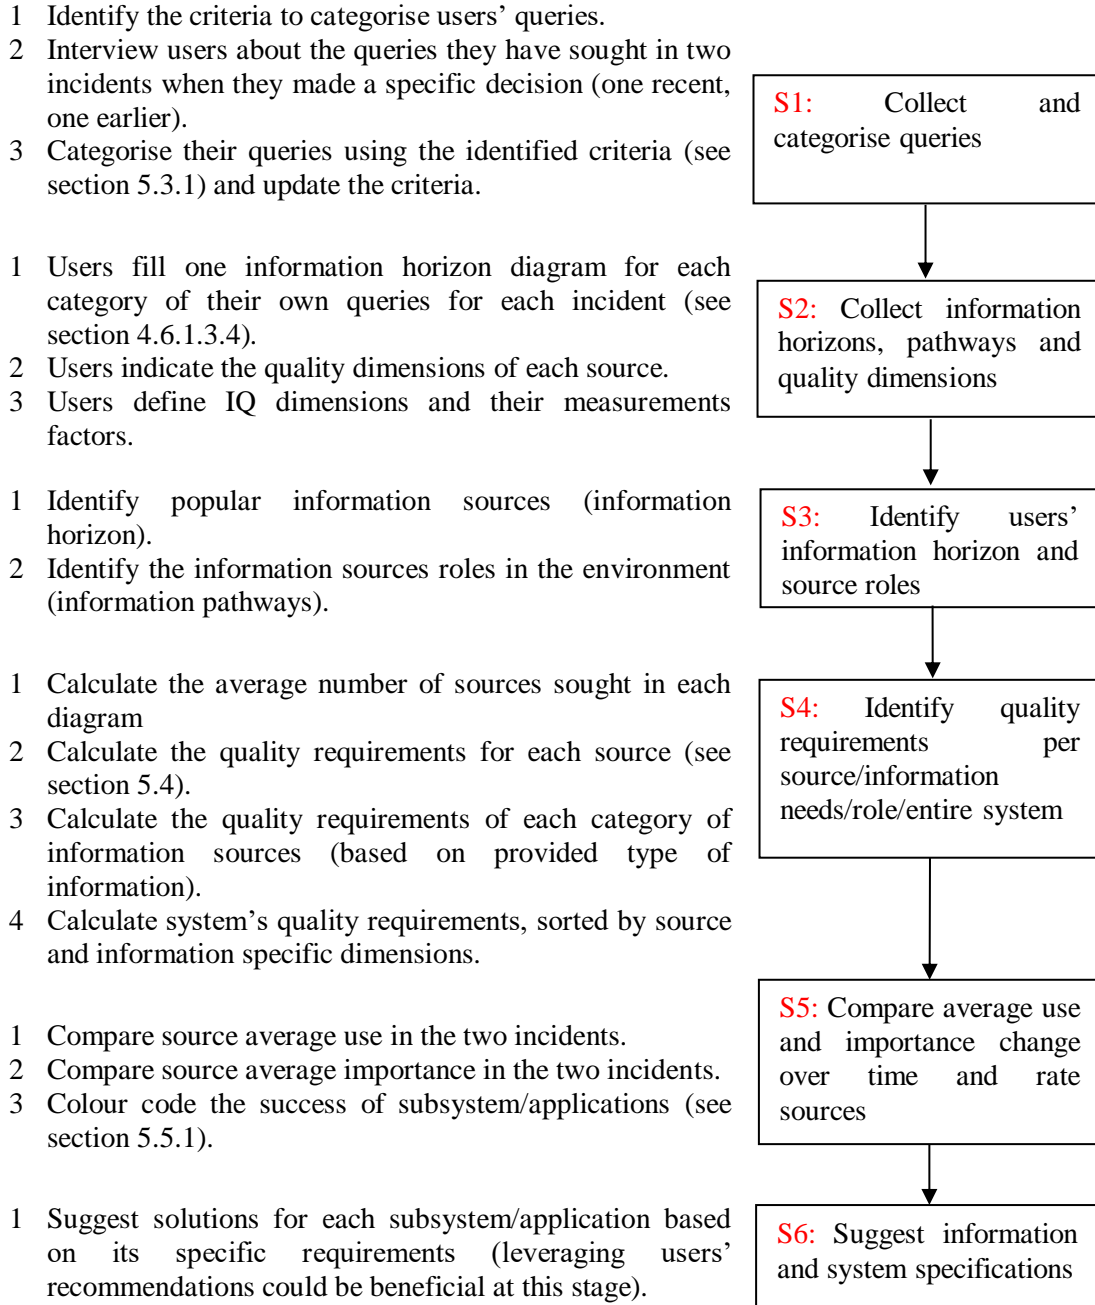 1 Identify the criteria to categorise users’ queries.
2 Interview users about the queries they have sought in two
incidents when they made a specific decision (one recent,
one earlier).
3 Categorise their queries using the identified criteria (see
section 5.3.1) and update the criteria.
S1: Collect and
categorise queries
1 Users fill one information horizon diagram for each
category of their own queries for each incident (see
section 4.6.1.3.4).
2 Users indicate the quality dimensions of each source.
3 Users define IQ dimensions and their measurements
factors.
S2: Collect information
horizons, pathways and
quality dimensions
1 Identify popular information sources (information
horizon).
2 Identify the information sources roles in the environment
(information pathways).
S3: Identify users’
information horizon and
source roles
1 Calculate the average number of sources sought in each
diagram
2 Calculate the quality requirements for each source (see
section 5.4).
3 Calculate the quality requirements of each category of
information sources (based on provided type of
information).
4 Calculate system’s quality requirements, sorted by source
and information specific dimensions.
S4: Identify quality
requirements per
source/information
needs/role/entire system
1 Compare source average use in the two incidents.
2 Compare source average importance in the two incidents.
3 Colour code the success of subsystem/applications (see
section 5.5.1).
S5: Compare average use
and importance change
over time and rate
sources
1 Suggest solutions for each subsystem/application based
on its specific requirements (leveraging users’
recommendations could be beneficial at this stage).
S6: Suggest information
and system specifications